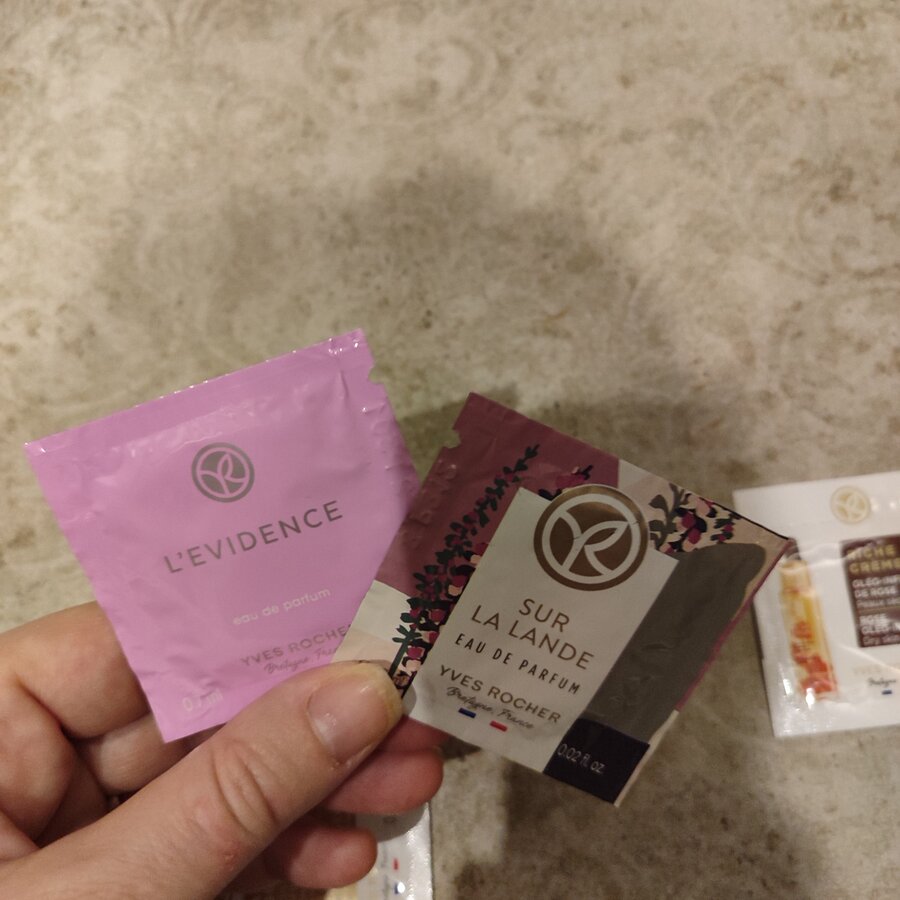 L'EVIDENCE
eau de parfum
YVES ROCHER
SUR
LA LANDE
EAU DE PARFUM
YVES ROCHER
Bretagne, France
0.02 fl. oz
RICHE
CRÈME